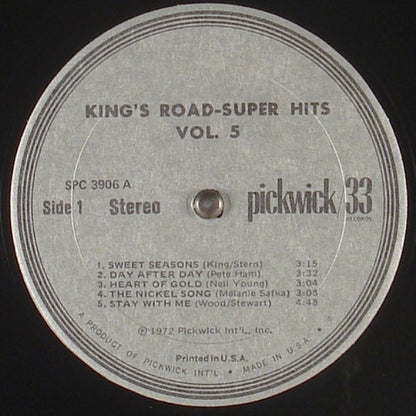 KING'S ROAD-SUPER HITS
VOL. 5
SPC 3906 A
Side 1 Stereo
pickwick/33
RECORDS
1. SWEET SEASONS (King/Stern) 3:15
2. DAY AFTER DAY (Pete Ham) 3:32
3. HEART OF GOLD (Neil Young) 3:04
4. THE NICKEL SONG (Melanie Safka) 3:05
5. STAY WITH ME (Wood/Stewart) 4:48
℗ 1972 Pickwick Int'l., Inc.
Printed in U.S.A.
A PRODUCT OF PICKWICK INT'L. • MADE IN U.S.A. •